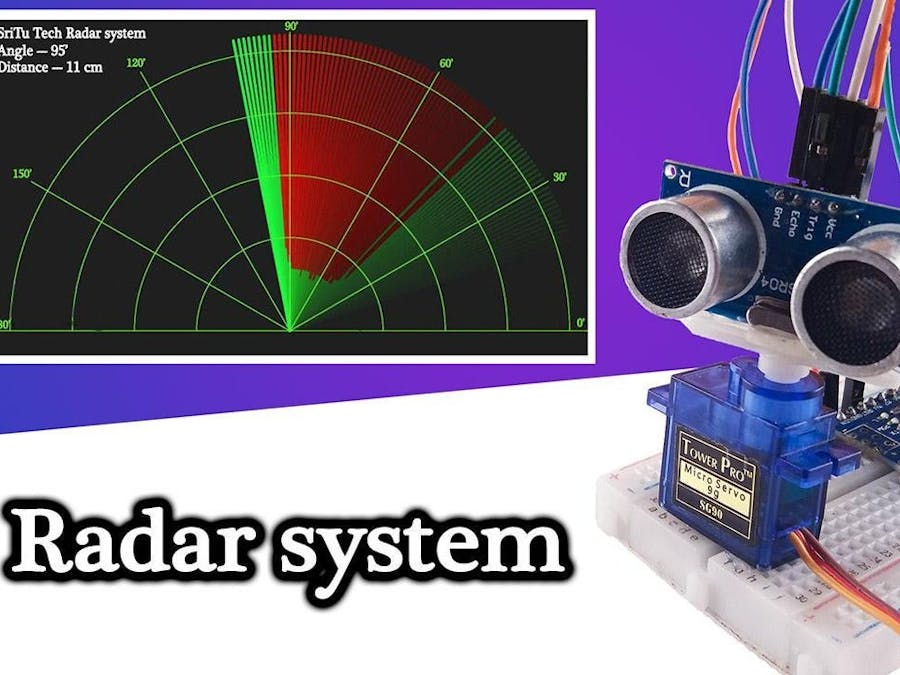 SriTu Tech Radar system
Angle — 95'
Distance — 11 cm
90'
120'
60'
150'
30'
0'
Vcc
Trig
Echo
Gnd
TOWER PRO™
Micro Servo
9g
SG90
Radar system